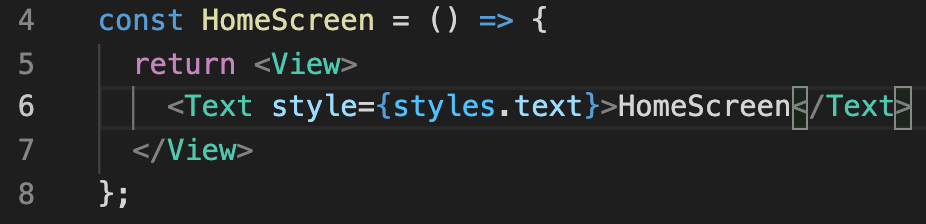 4 const HomeScreen = () => {
5 return <View>
6 <Text style={styles.text}>HomeScreen</Text>
7 </View>
8 };